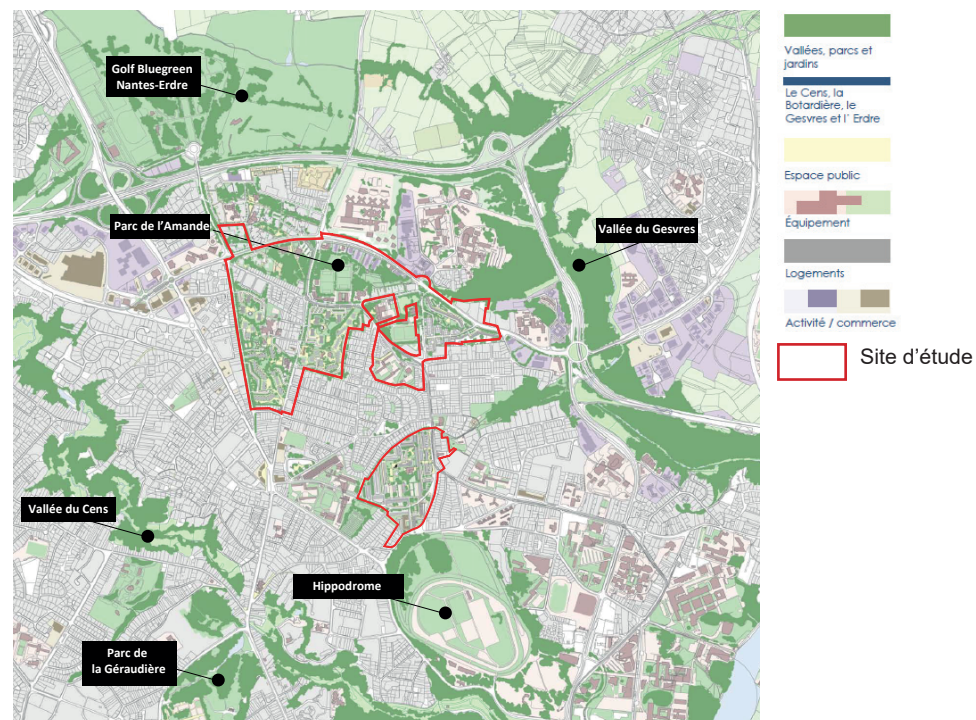 Golf Bluegreen
Nantes-Erdre
Parc de l'Amande
Vallée du Gesvres
Vallée du Cens
Hippodrome
Parc de
la Géraudière
Vallées, parcs et
jardins
Le Cens, la
Botardière, le
Gesvres et l' Erdre
Espace public
Équipement
Logements
Activité / commerce
Site d'étude